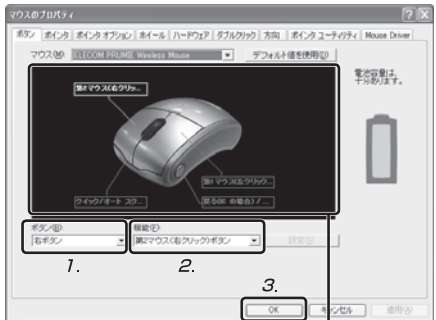 マウスのプロパティ
ボタン ポインタ ポインタ オプション ホイール ハードウェア ダブルクリック 方向 ポインタ ユーティリティ Mouse Driver
マウス(M) ELECOM PRUME Wireless Mouse デフォルト値を使用(D)
電池容量は、
十分あります。
第2マウス(右クリッ...
第1 マウス(左クリック...
クイック/オート スク...
戻る(IE の場合) / ...
ボタン(B) 機能(F)
右ボタン 第2マウス(右クリック)ボタン 設定(S)
1. 2.
3.
OK キャンセル 適用(A)